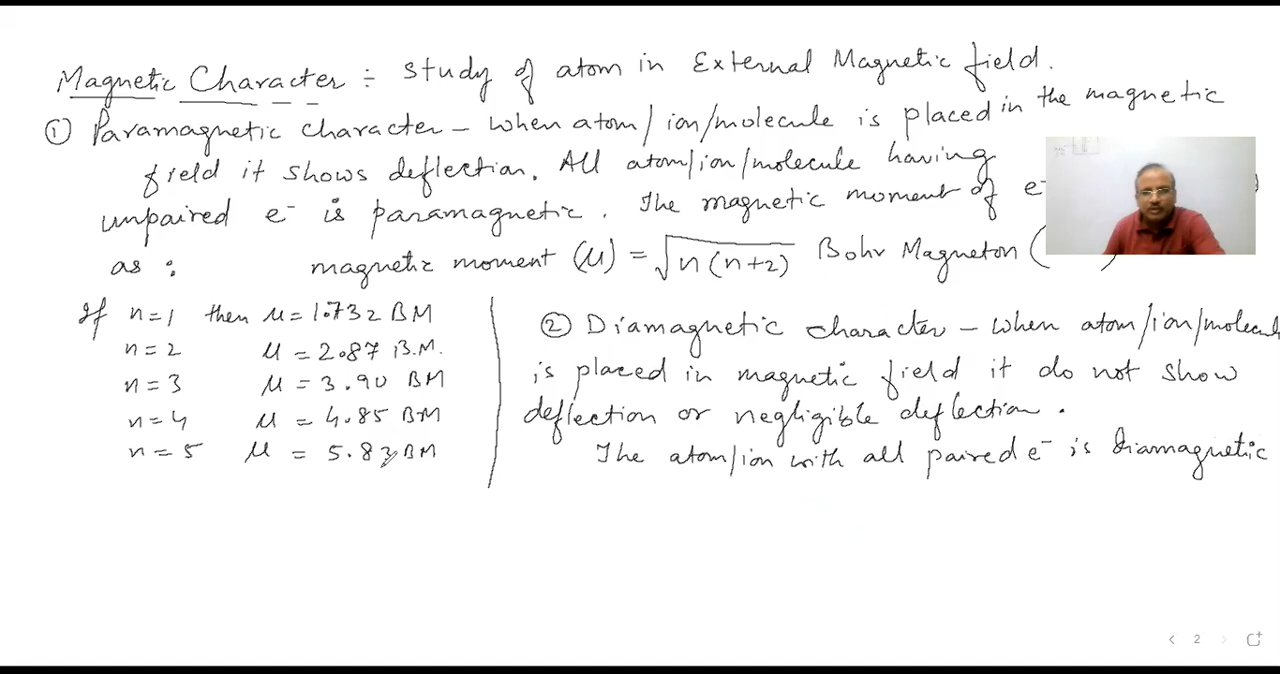 Magnetic Character ÷ Study of atom in External Magnetic field.
① Paramagnetic character - When atom/ion/molecule is placed in the magnetic
field it shows deflection. All atom/ion/molecule having
unpaired e⁻ is paramagnetic. The magnetic moment of e⁻
as : magnetic moment (μ) = √n(n+2) Bohr Magneton (
If n=1 then μ=1.732 BM
n=2 μ=2.87 B.M.
n=3 μ=3.90 BM
n=4 μ=4.85 BM
n=5 μ=5.83 BM
② Diamagnetic character - When atom/ion/molecul
is placed in magnetic field it do not show
deflection or negligible deflection.
The atom/ion with all paired e⁻ is Diamagnetic
2